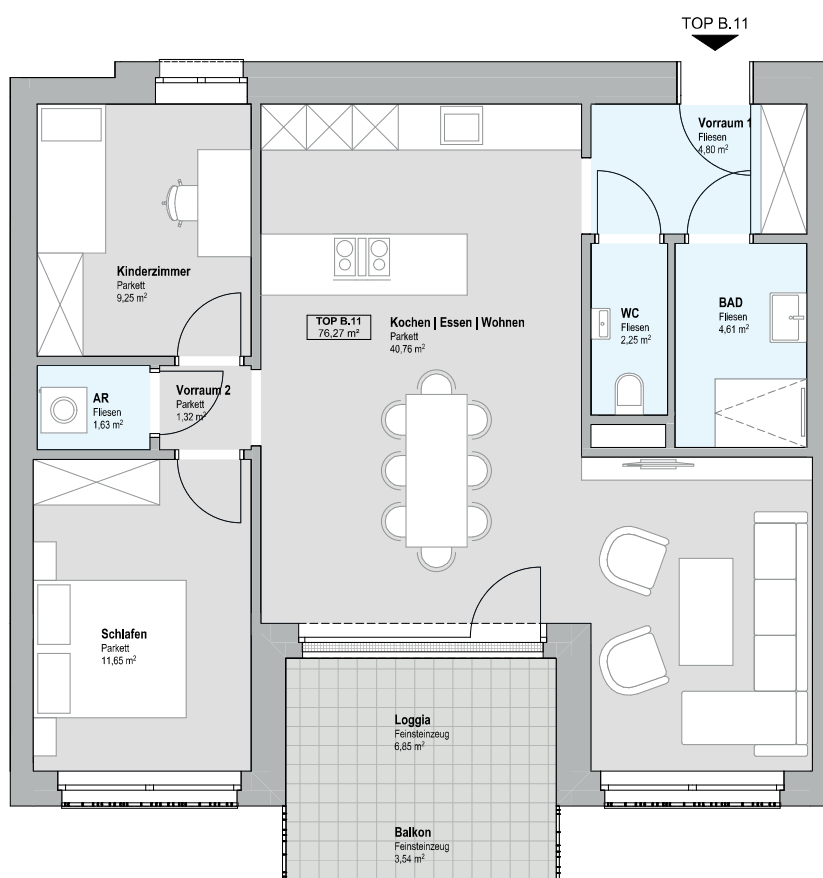 TOP B.11
Vorraum 1
Fliesen
4,80 m²
Kinderzimmer
Parkett
9,25 m²
TOP B.11
76,27 m²
Kochen | Essen | Wohnen
Parkett
40,76 m²
WC
Fliesen
2,25 m²
BAD
Fliesen
4,61 m²
AR
Fliesen
1,63 m²
Vorraum 2
Parkett
1,32 m²
Schlafen
Parkett
11,65 m²
Loggia
Feinsteinzeug
6,85 m²
Balkon
Feinsteinzeug
3,54 m²